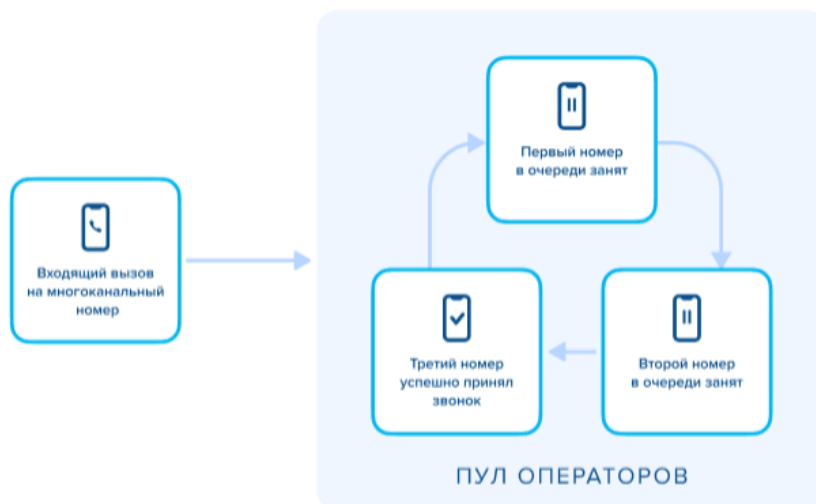 Входящий вызов
на многоканальный
номер
Первый номер
в очереди занят
Второй номер
в очереди занят
Третий номер
успешно принял
звонок
ПУЛ ОПЕРАТОРОВ